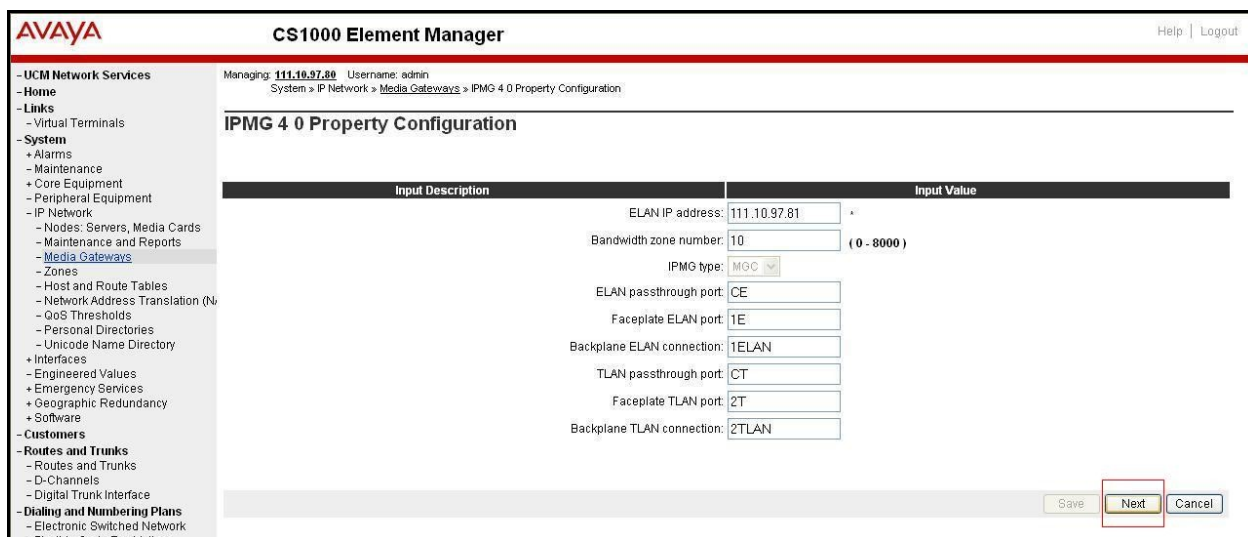 AVAYA
CS1000 Element Manager
Help | Logout
- UCM Network Services
- Home
- Links
- Virtual Terminals
- System
+ Alarms
- Maintenance
+ Core Equipment
- Peripheral Equipment
- IP Network
- Nodes: Servers, Media Cards
- Maintenance and Reports
- Media Gateways
- Zones
- Host and Route Tables
- Network Address Translation (N
- QoS Thresholds
- Personal Directories
- Unicode Name Directory
+ Interfaces
- Engineered Values
+ Emergency Services
+ Geographic Redundancy
+ Software
- Customers
- Routes and Trunks
- Routes and Trunks
- D-Channels
- Digital Trunk Interface
- Dialing and Numbering Plans
- Electronic Switched Network
Managing: 111.10.97.80 Username: admin
System » IP Network » Media Gateways » IPMG 4 0 Property Configuration
IPMG 4 0 Property Configuration
Input Description Input Value
ELAN IP address: 111.10.97.81 *
Bandwidth zone number: 10 ( 0 - 8000 )
IPMG type: MGC
ELAN passthrough port: CE
Faceplate ELAN port: 1E
Backplane ELAN connection: 1ELAN
TLAN passthrough port: CT
Faceplate TLAN port: 2T
Backplane TLAN connection: 2TLAN
Save Next Cancel